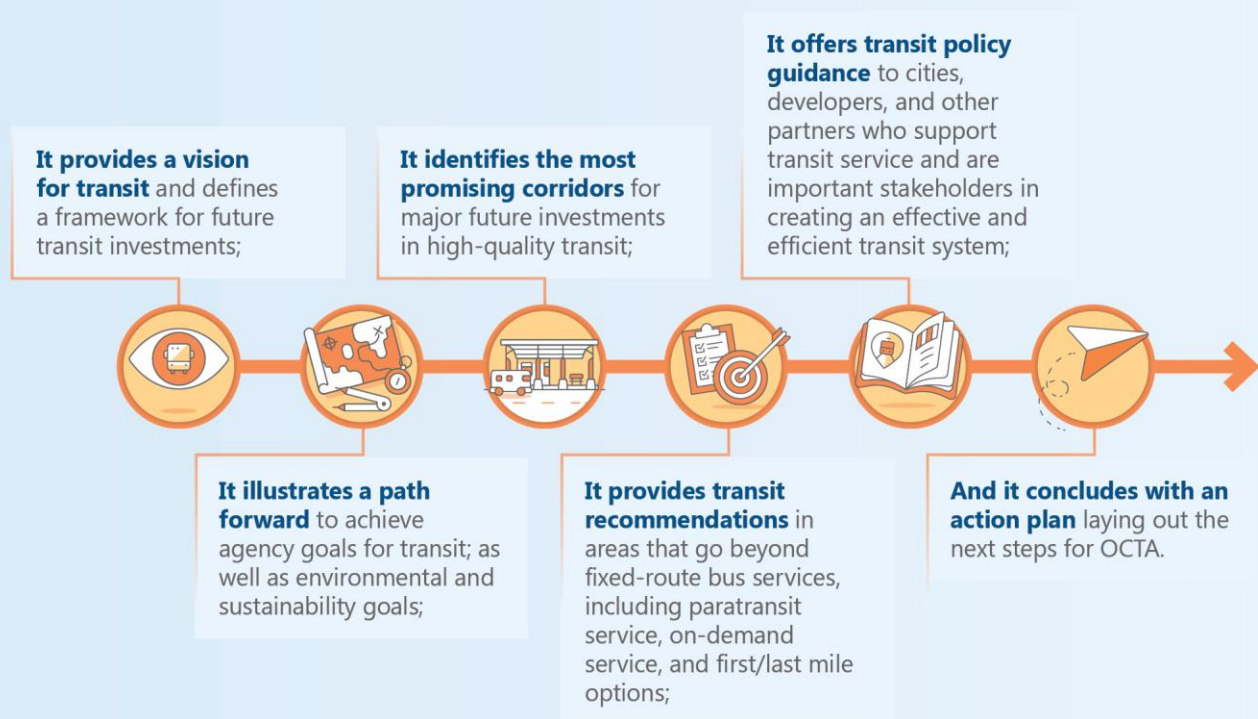 It provides a vision
for transit and defines
a framework for future
transit investments;
It illustrates a path
forward to achieve
agency goals for transit; as
well as environmental and
sustainability goals;
It identifies the most
promising corridors for
major future investments
in high-quality transit;
It provides transit
recommendations in
areas that go beyond
fixed-route bus services,
including paratransit
service, on-demand
service, and first/last mile
options;
It offers transit policy
guidance to cities,
developers, and other
partners who support
transit service and are
important stakeholders in
creating an effective and
efficient transit system;
And it concludes with an
action plan laying out the
next steps for OCTA.